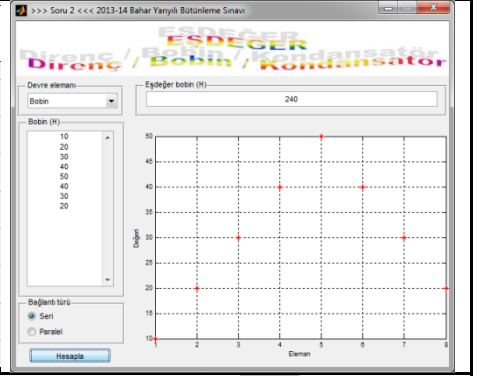 >>> Soru 2 <<< 2013-14 Bahar Yarıyılı Bütünleme Sınavı
EŞDEĞER
Direnç / Bobin / Kondansatör
Devre elemanı
Bobin
Eşdeğer bobin (H)
240
Bobin (H)
10
20
30
40
50
40
30
20
Bağlantı türü
Seri
Paralel
Hesapla
Değeri
50
45
40
35
30
25
20
15
10
1 2 3 4 5 6 7 8
Eleman